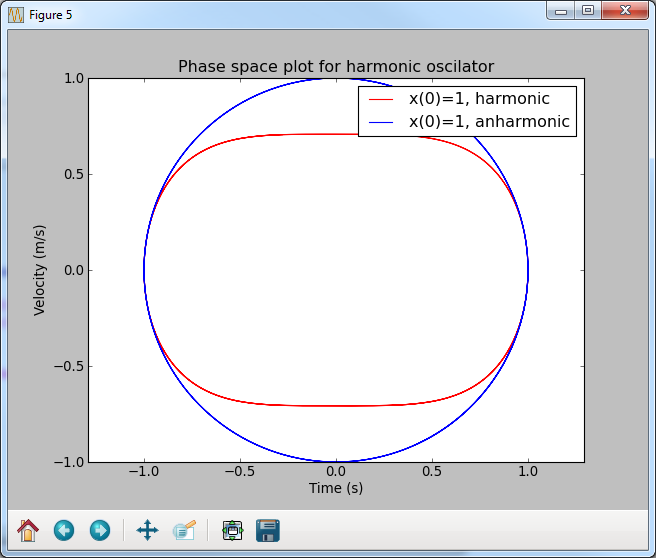 Figure 5
Phase space plot for harmonic oscilator
x(0)=1, harmonic
x(0)=1, anharmonic
1.0
0.5
0.0
−0.5
−1.0
Velocity (m/s)
−1.0 −0.5 0.0 0.5 1.0
Time (s)